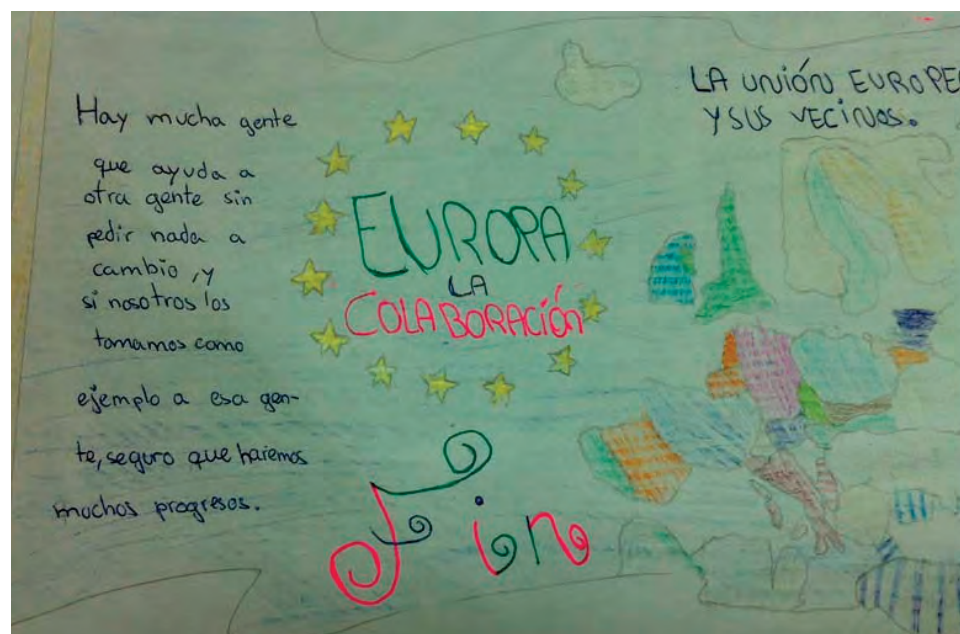 Hay mucha gente
que ayuda a
otra gente sin
pedir nada a
cambio, y
si nosotros los
tomamos como
ejemplo a esa gen-
te, seguro que haremos
muchos progresos.
EUROPA
LA
COLABORACIÓN
Fin
LA UNIÓN EUROPE
Y SUS VECINOS.